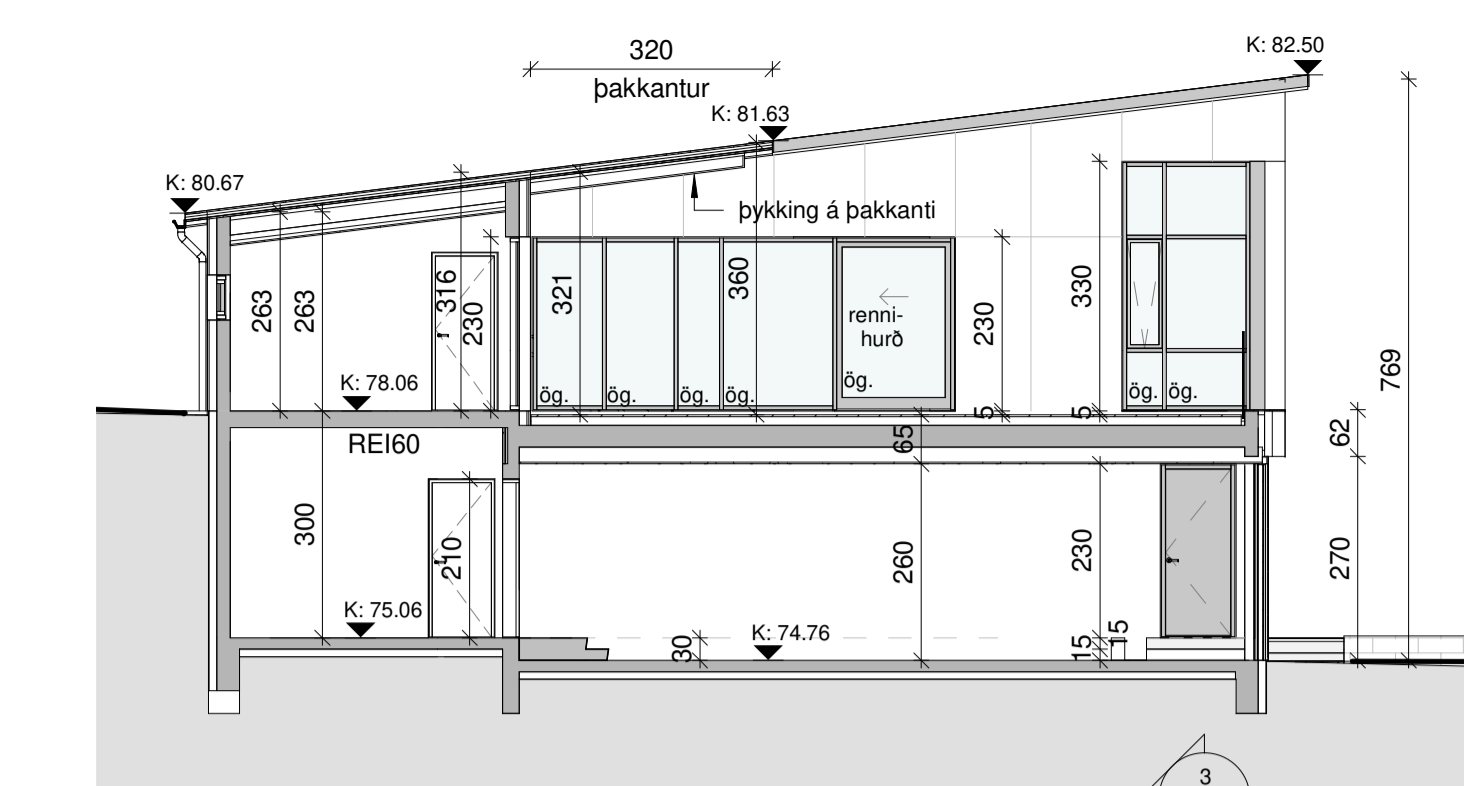 320
þakkantur
K: 82.50
K: 81.63
K: 80.67
þykking á þakkanti
263
263
316
230
321
360
renni-
hurð
230
330
769
ög.
ög.
ög.
ög.
ög.
ög.
ög.
K: 78.06
5
5
REI60
65
62
300
210
260
230
270
K: 75.06
30
K: 74.76
15
15
3